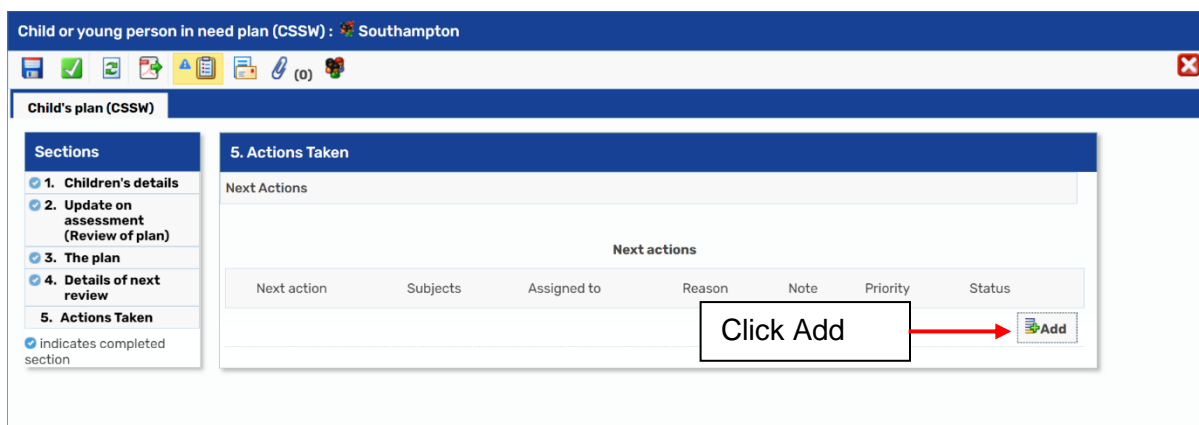 Child or young person in need plan (CSSW) : Southampton
(0)
Child's plan (CSSW)
Sections
1. Children's details
2. Update on
assessment
(Review of plan)
3. The plan
4. Details of next
review
5. Actions Taken
indicates completed
section
5. Actions Taken
Next Actions
Next actions
Next action Subjects Assigned to Reason Note Priority Status
Click Add
Add